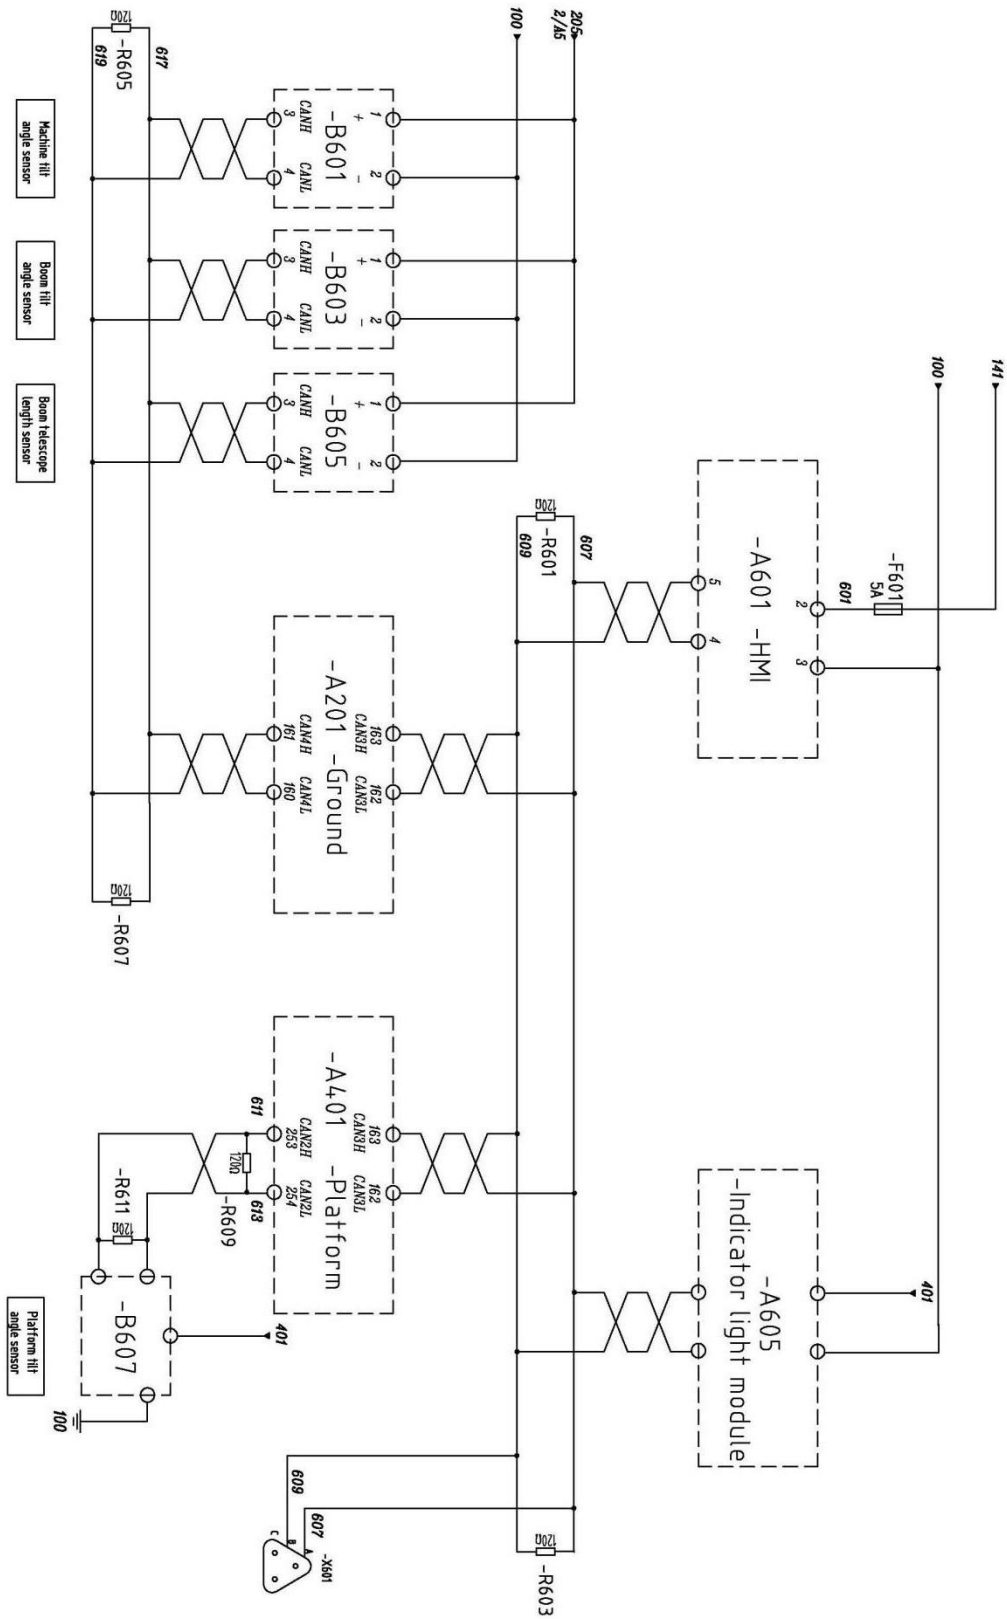 141
100
-F601
5A
601
2
3
-A601 -HMI
5
4
401
-A605
-Indicator light module
205
2/A5
100
607
609
-R601
120Ω
-R603
120Ω
1
+
2
-
-B601
3
CANH
4
CANL
1
+
2
-
-B603
3
CANH
4
CANL
1
+
2
-
-B605
3
CANH
4
CANL
163
CAN3H
162
CAN3L
-A201 -Ground
CAN4H
161
CAN4L
160
163
CAN3H
162
CAN3L
-A401 -Platform
CAN2H
253
CAN2L
254
611
613
120Ω
-R609
-R611
120Ω
-B607
401
100
609
607
A
B
C
-X601
617
619
-R605
120Ω
-R607
120Ω
Machine tilt
angle sensor
Boom tilt
angle sensor
Boom telescope
length sensor
Platform tilt
angle sensor